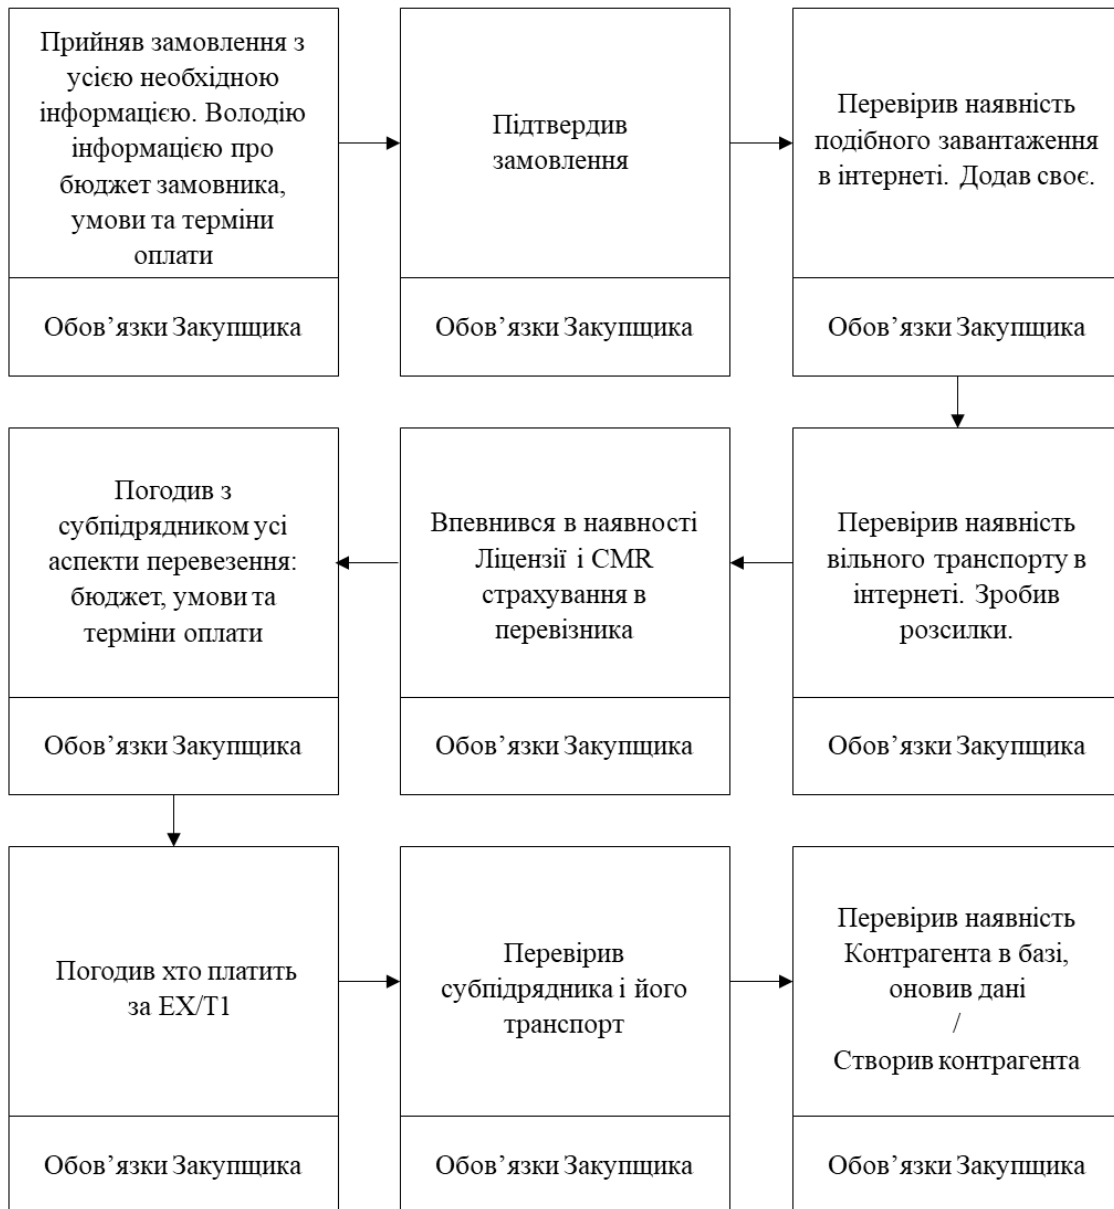 Прийняв замовлення з
усією необхідною
інформацією. Володію
інформацією про
бюджет замовника,
умови та терміни
оплати
Обов’язки Закупщика
Підтвердив
замовлення
Обов’язки Закупщика
Перевірив наявність
подібного завантаження
в інтернеті. Додав своє.
Обов’язки Закупщика
Перевірив наявність
вільного транспорту в
інтернеті. Зробив
розсилки.
Обов’язки Закупщика
Впевнився в наявності
Ліцензії і CMR
страхування в
перевізника
Обов’язки Закупщика
Погодив з
субпідрядником усі
аспекти перевезення:
бюджет, умови та
терміни оплати
Обов’язки Закупщика
Погодив хто платить
за EX/T1
Обов’язки Закупщика
Перевірив
субпідрядника і його
транспорт
Обов’язки Закупщика
Перевірив наявність
Контрагента в базі,
оновив дані
/
Створив контрагента
Обов’язки Закупщика